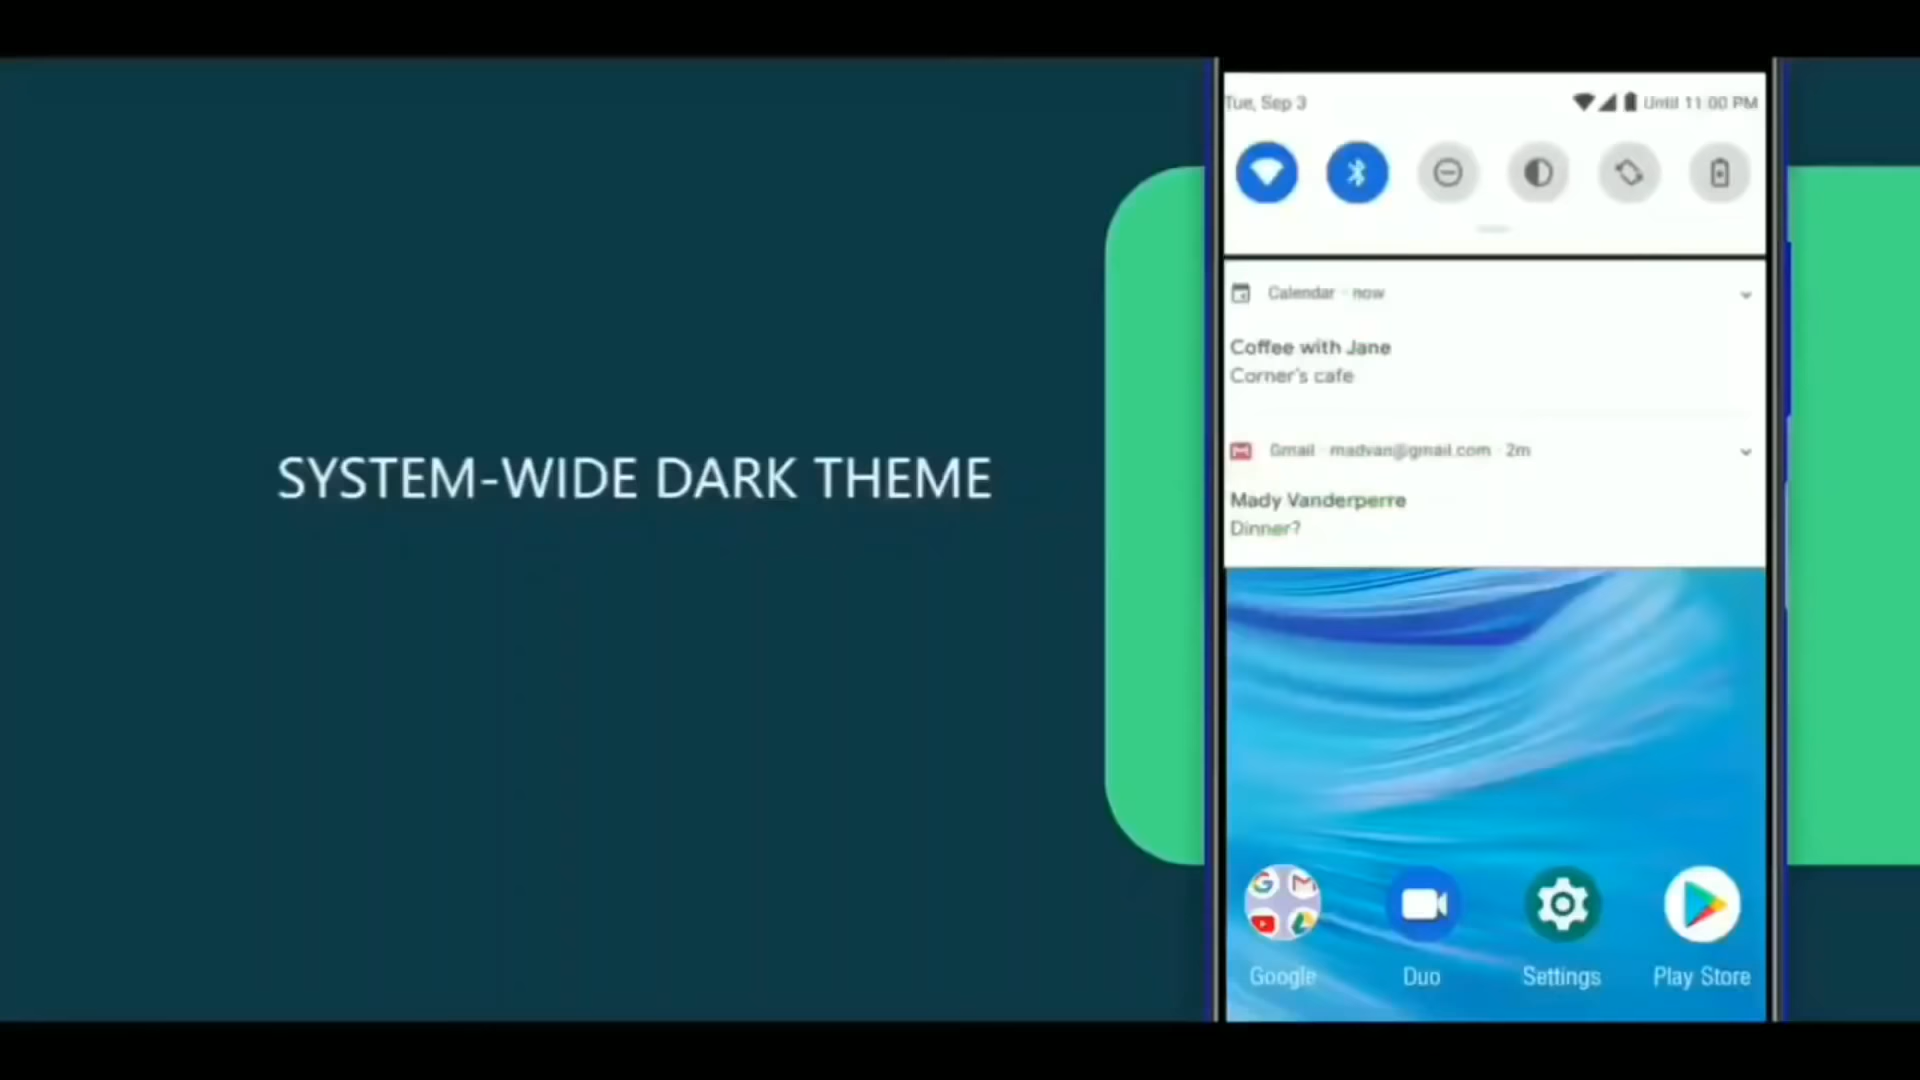 SYSTEM-WIDE DARK THEME
Tue, Sep 3 Until 11:00 PM
Calendar · now
Coffee with Jane
Corner's cafe
Gmail · madvan@gmail.com · 2m
Mady Vanderperre
Dinner?
Google Duo Settings Play Store